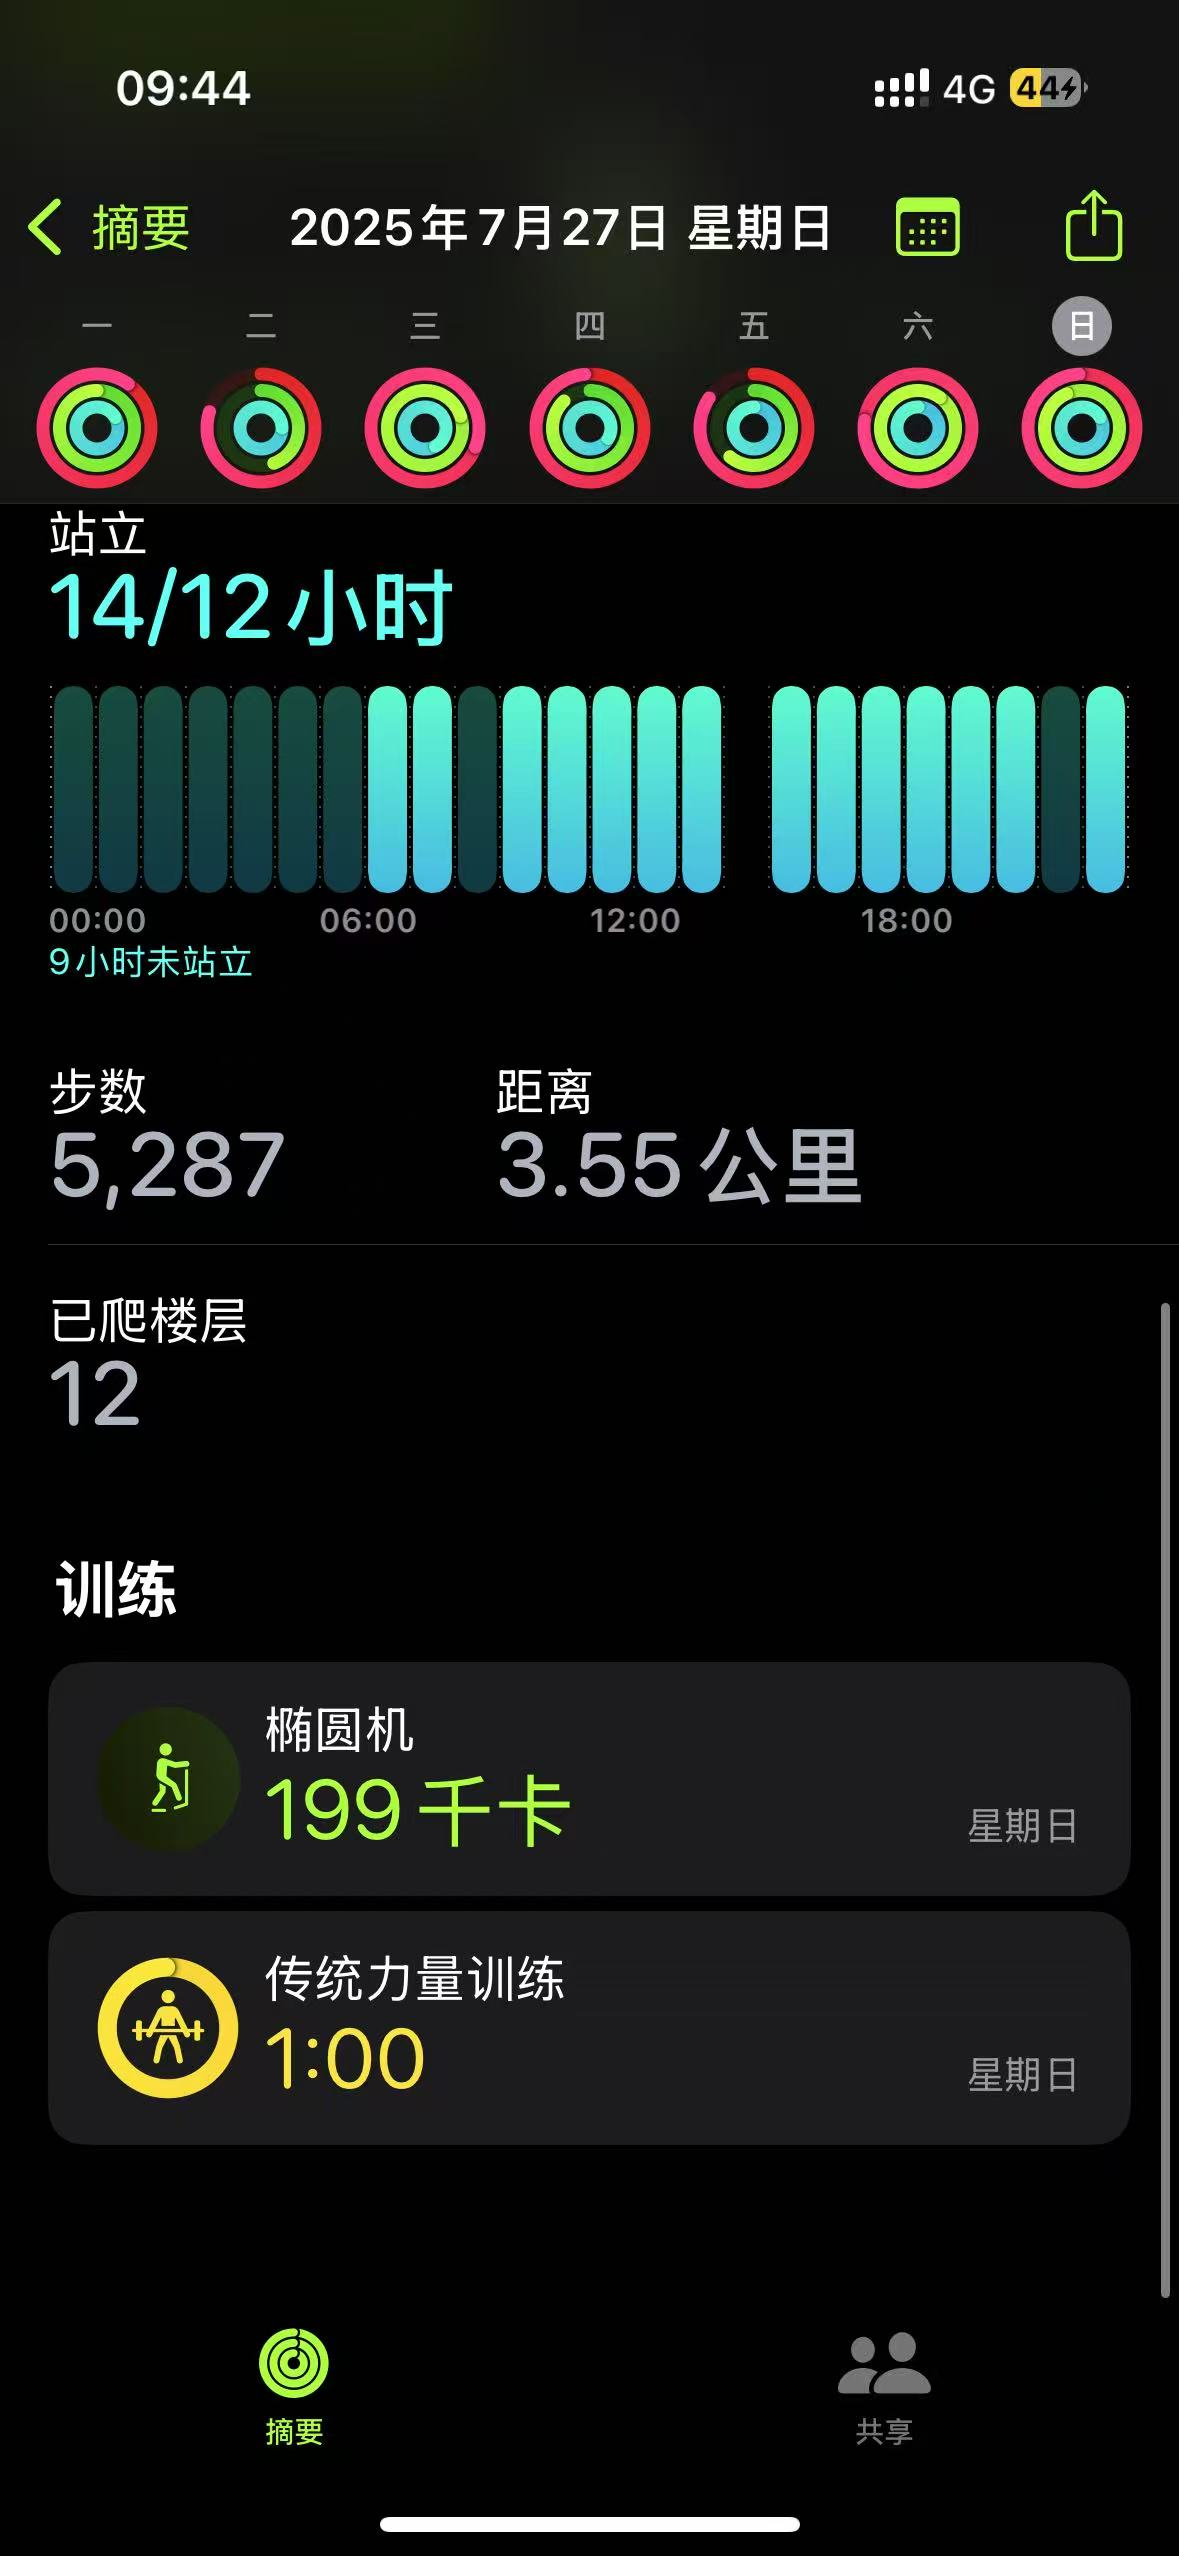 09:44 4G 44
摘要 2025年7月27日 星期日
一 二 三 四 五 六 日
站立
14/12小时
00:00 06:00 12:00 18:00
9小时未站立
步数 距离
5,287 3.55公里
已爬楼层
12
训练
椭圆机
199千卡
星期日
传统力量训练
1:00
星期日
摘要 共享